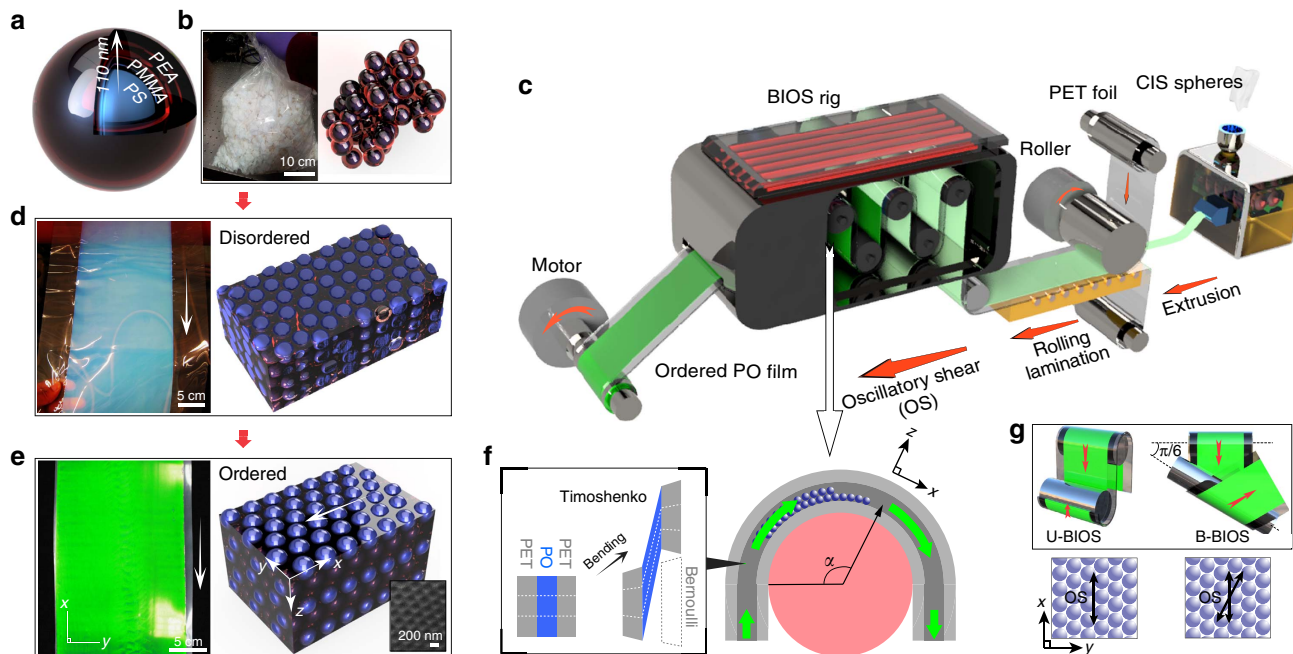 a
110 nm
PEA
PMMA
PS
b
10 cm
c
BIOS rig
PET foil
CIS spheres
Roller
Motor
Extrusion
Rolling
lamination
Ordered PO film
Oscillatory shear
(OS)
d
Disordered
5 cm
e
Ordered
x
y
5 cm
y
x
z
200 nm
f
Timoshenko
PET
PO
PET
Bending
Bernoulli
z
x
α
g
π/6
U-BIOS
B-BIOS
OS
OS
x
y